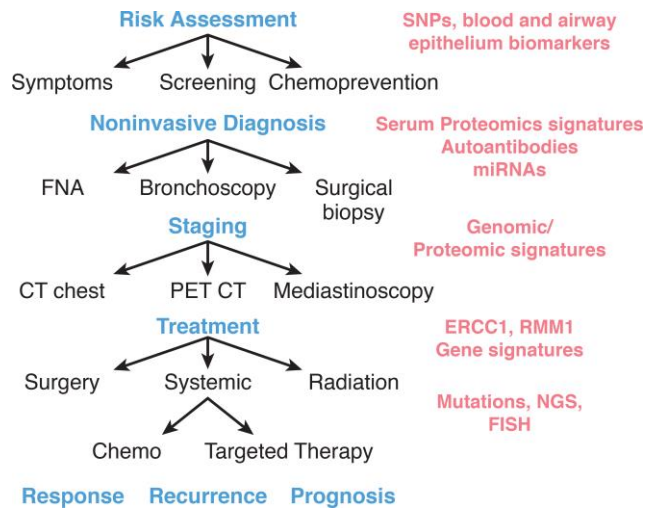 Risk Assessment
SNPs, blood and airway
epithelium biomarkers
Symptoms Screening Chemoprevention
Noninvasive Diagnosis
Serum Proteomics signatures
Autoantibodies
miRNAs
FNA Bronchoscopy Surgical
biopsy
Staging
Genomic/
Proteomic signatures
CT chest PET CT Mediastinoscopy
Treatment
ERCC1, RMM1
Gene signatures
Surgery Systemic Radiation
Mutations, NGS,
FISH
Chemo Targeted Therapy
Response Recurrence Prognosis